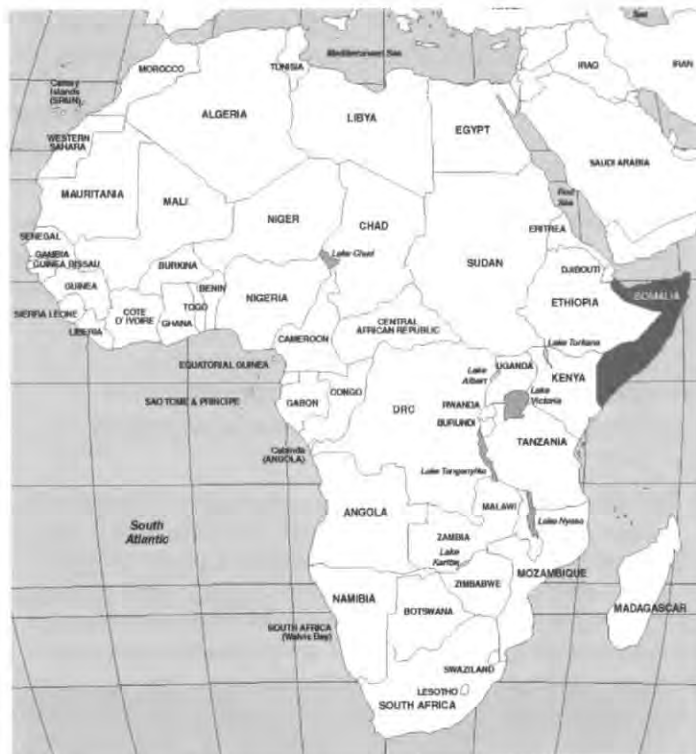 Mediterranean Sea
MOROCCO
TUNISIA
IRAQ
IRAN
Canary
Islands
(SPAIN)
ALGERIA
LIBYA
EGYPT
WESTERN
SAHARA
SAUDI ARABIA
MAURITANIA
MALI
NIGER
CHAD
Red
Sea
SENEGAL
ERITREA
GAMBIA
GUINEA BISSAU
BURKINA
Lake Chad
SUDAN
DJIBOUTI
GUINEA
BENIN
NIGERIA
ETHIOPIA
SOMALIA
SIERRA LEONE
COTE
D' IVOIRE
TOGO
GHANA
LIBERIA
CENTRAL
AFRICAN REPUBLIC
CAMEROON
Lake Turkana
EQUATORIAL GUINEA
UGANDA
Lake
Albert
KENYA
SAO TOME & PRINCIPE
GABON
CONGO
DRC
RWANDA
Lake
Victoria
BURUNDI
TANZANIA
Cabinda
(ANGOLA)
Lake Tanganyika
ANGOLA
MALAWI
Lake Nyasa
South
Atlantic
ZAMBIA
Lake
Kariba
MOZAMBIQUE
ZIMBABWE
NAMIBIA
BOTSWANA
MADAGASCAR
SOUTH AFRICA
(Walvis Bay)
SWAZILAND
LESOTHO
SOUTH AFRICA